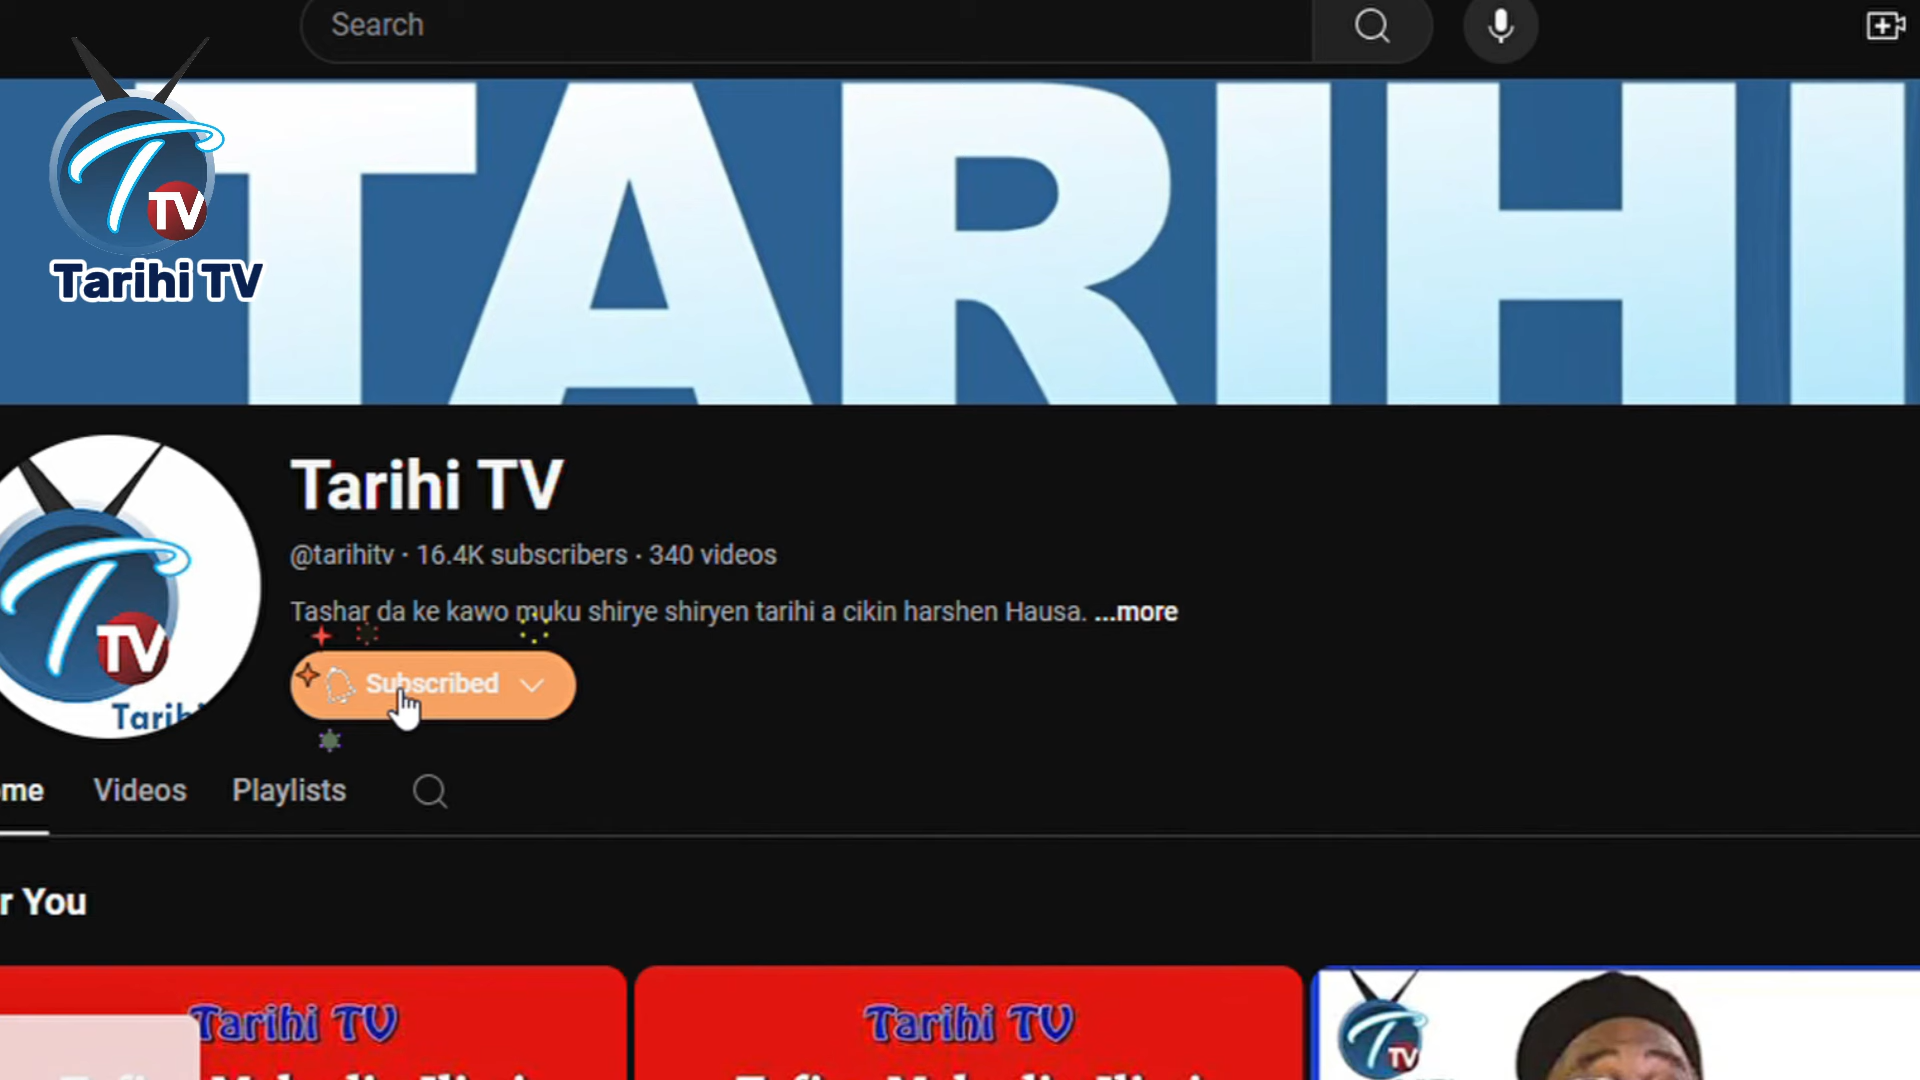 Search
TARIHI
T
TV
Tarihi TV
T
TV
Tarihi TV
@tarihitv · 16.4K subscribers · 340 videos
Tashar da ke kawo muku shirye shiryen tarihi a cikin harshen Hausa. ...more
Subscribed
Videos Playlists
You
Tarihi TV
Tarihi TV
T
TV